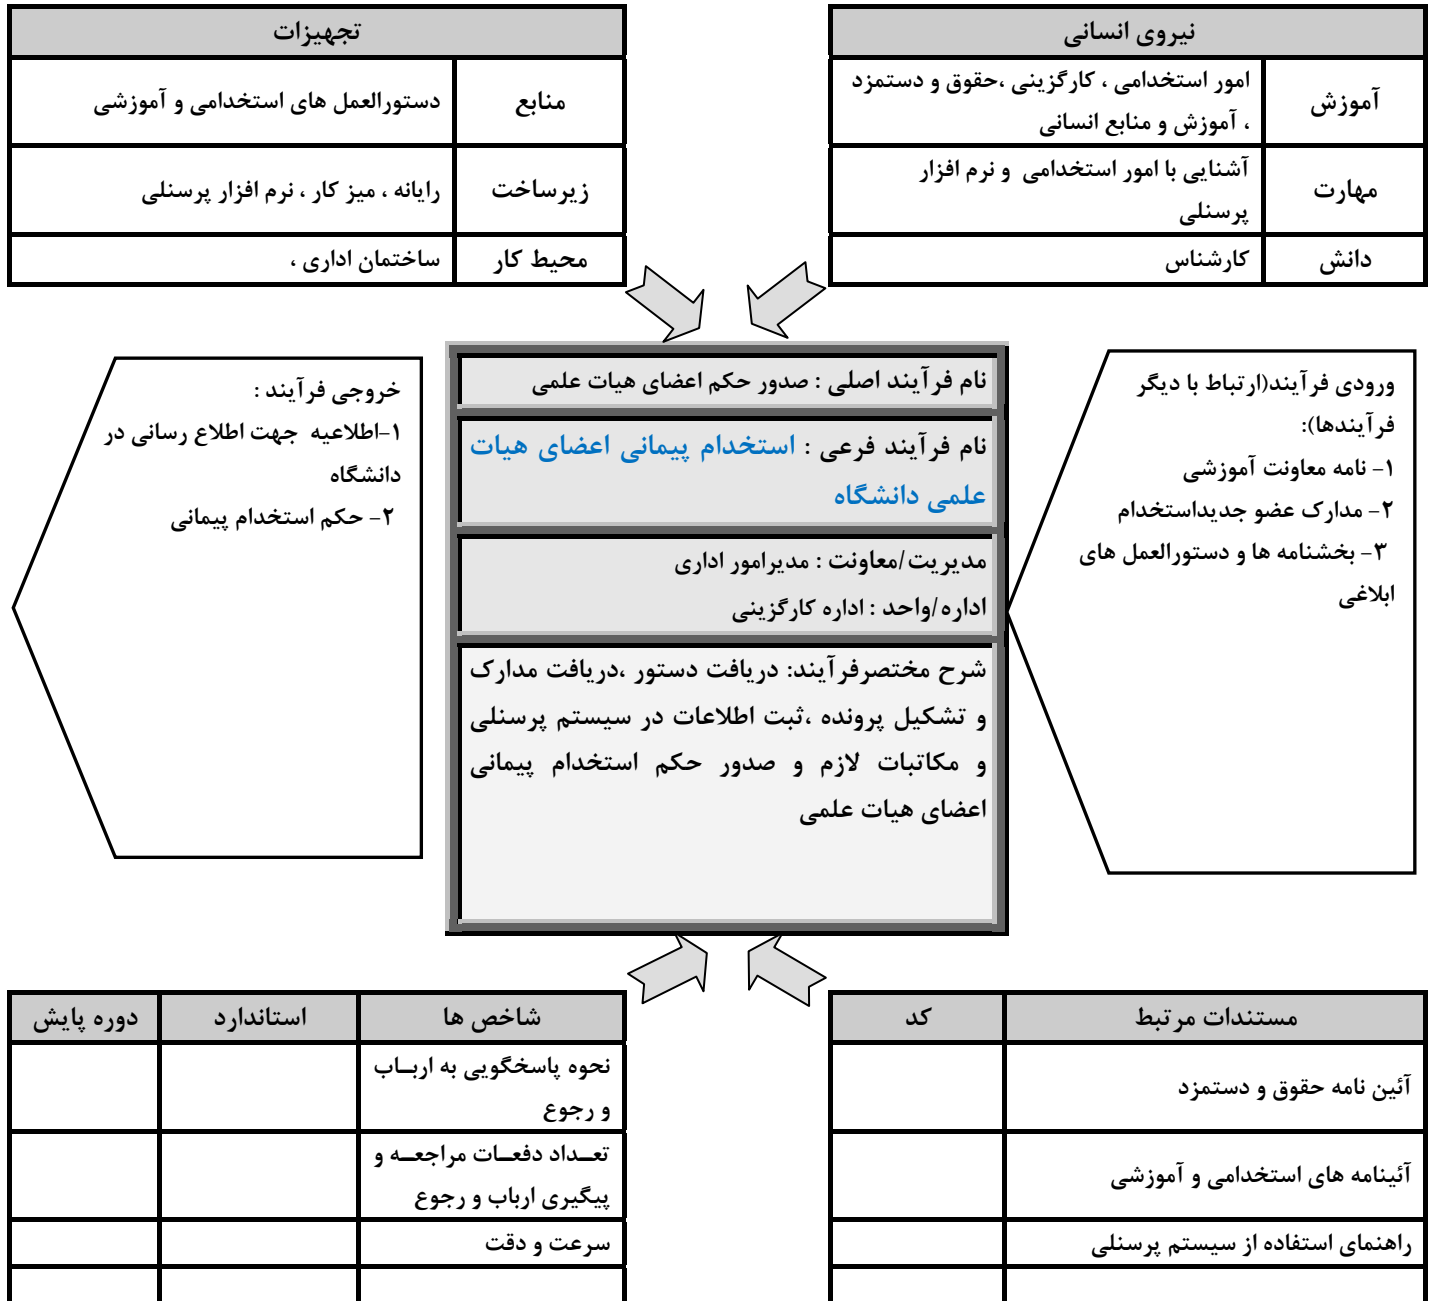 نیروی انسانی
آموزش
امور استخدامی ، کارگزینی ،حقوق و دستمزد
، آموزش و منابع انسانی
مهارت
آشنایی با امور استخدامی  و نرم افزار
پرسنلی
دانش
کارشناس
تجهیزات
منابع
دستورالعمل های استخدامی و آموزشی
زیرساخت
رایانه ، میز کار ، نرم افزار پرسنلی
محیط کار
ساختمان اداری ،
ورودی فرآیند(ارتباط با دیگر
فرآیندها):
۱- نامه معاونت آموزشی
۲- مدارک عضو جدیداستخدام
۳- بخشنامه ها و دستورالعمل های
ابلاغی
نام فرآیند اصلی : صدور حکم اعضای هیات علمی
نام فرآیند فرعی : استخدام پیمانی اعضای هیات
علمی دانشگاه
مدیریت/معاونت : مدیرامور اداری
اداره/واحد : اداره کارگزینی
شرح مختصرفرآیند: دریافت دستور ،دریافت مدارک
و تشکیل پرونده ،ثبت اطلاعات در سیستم پرسنلی
و مکاتبات لازم و صدور حکم استخدام پیمانی
اعضای هیات علمی
خروجی فرآیند :
۱-اطلاعیه  جهت اطلاع رسانی در
دانشگاه
۲- حکم استخدام پیمانی
مستندات مرتبط
کد
آئین نامه حقوق و دستمزد
آئینامه های استخدامی و آموزشی
راهنمای استفاده از سیستم پرسنلی
شاخص ها
استاندارد
دوره پایش
نحوه پاسخگویی به اربــاب
و رجوع
تعــداد دفعــات مراجعــه و
پیگیری ارباب و رجوع
سرعت و دقت